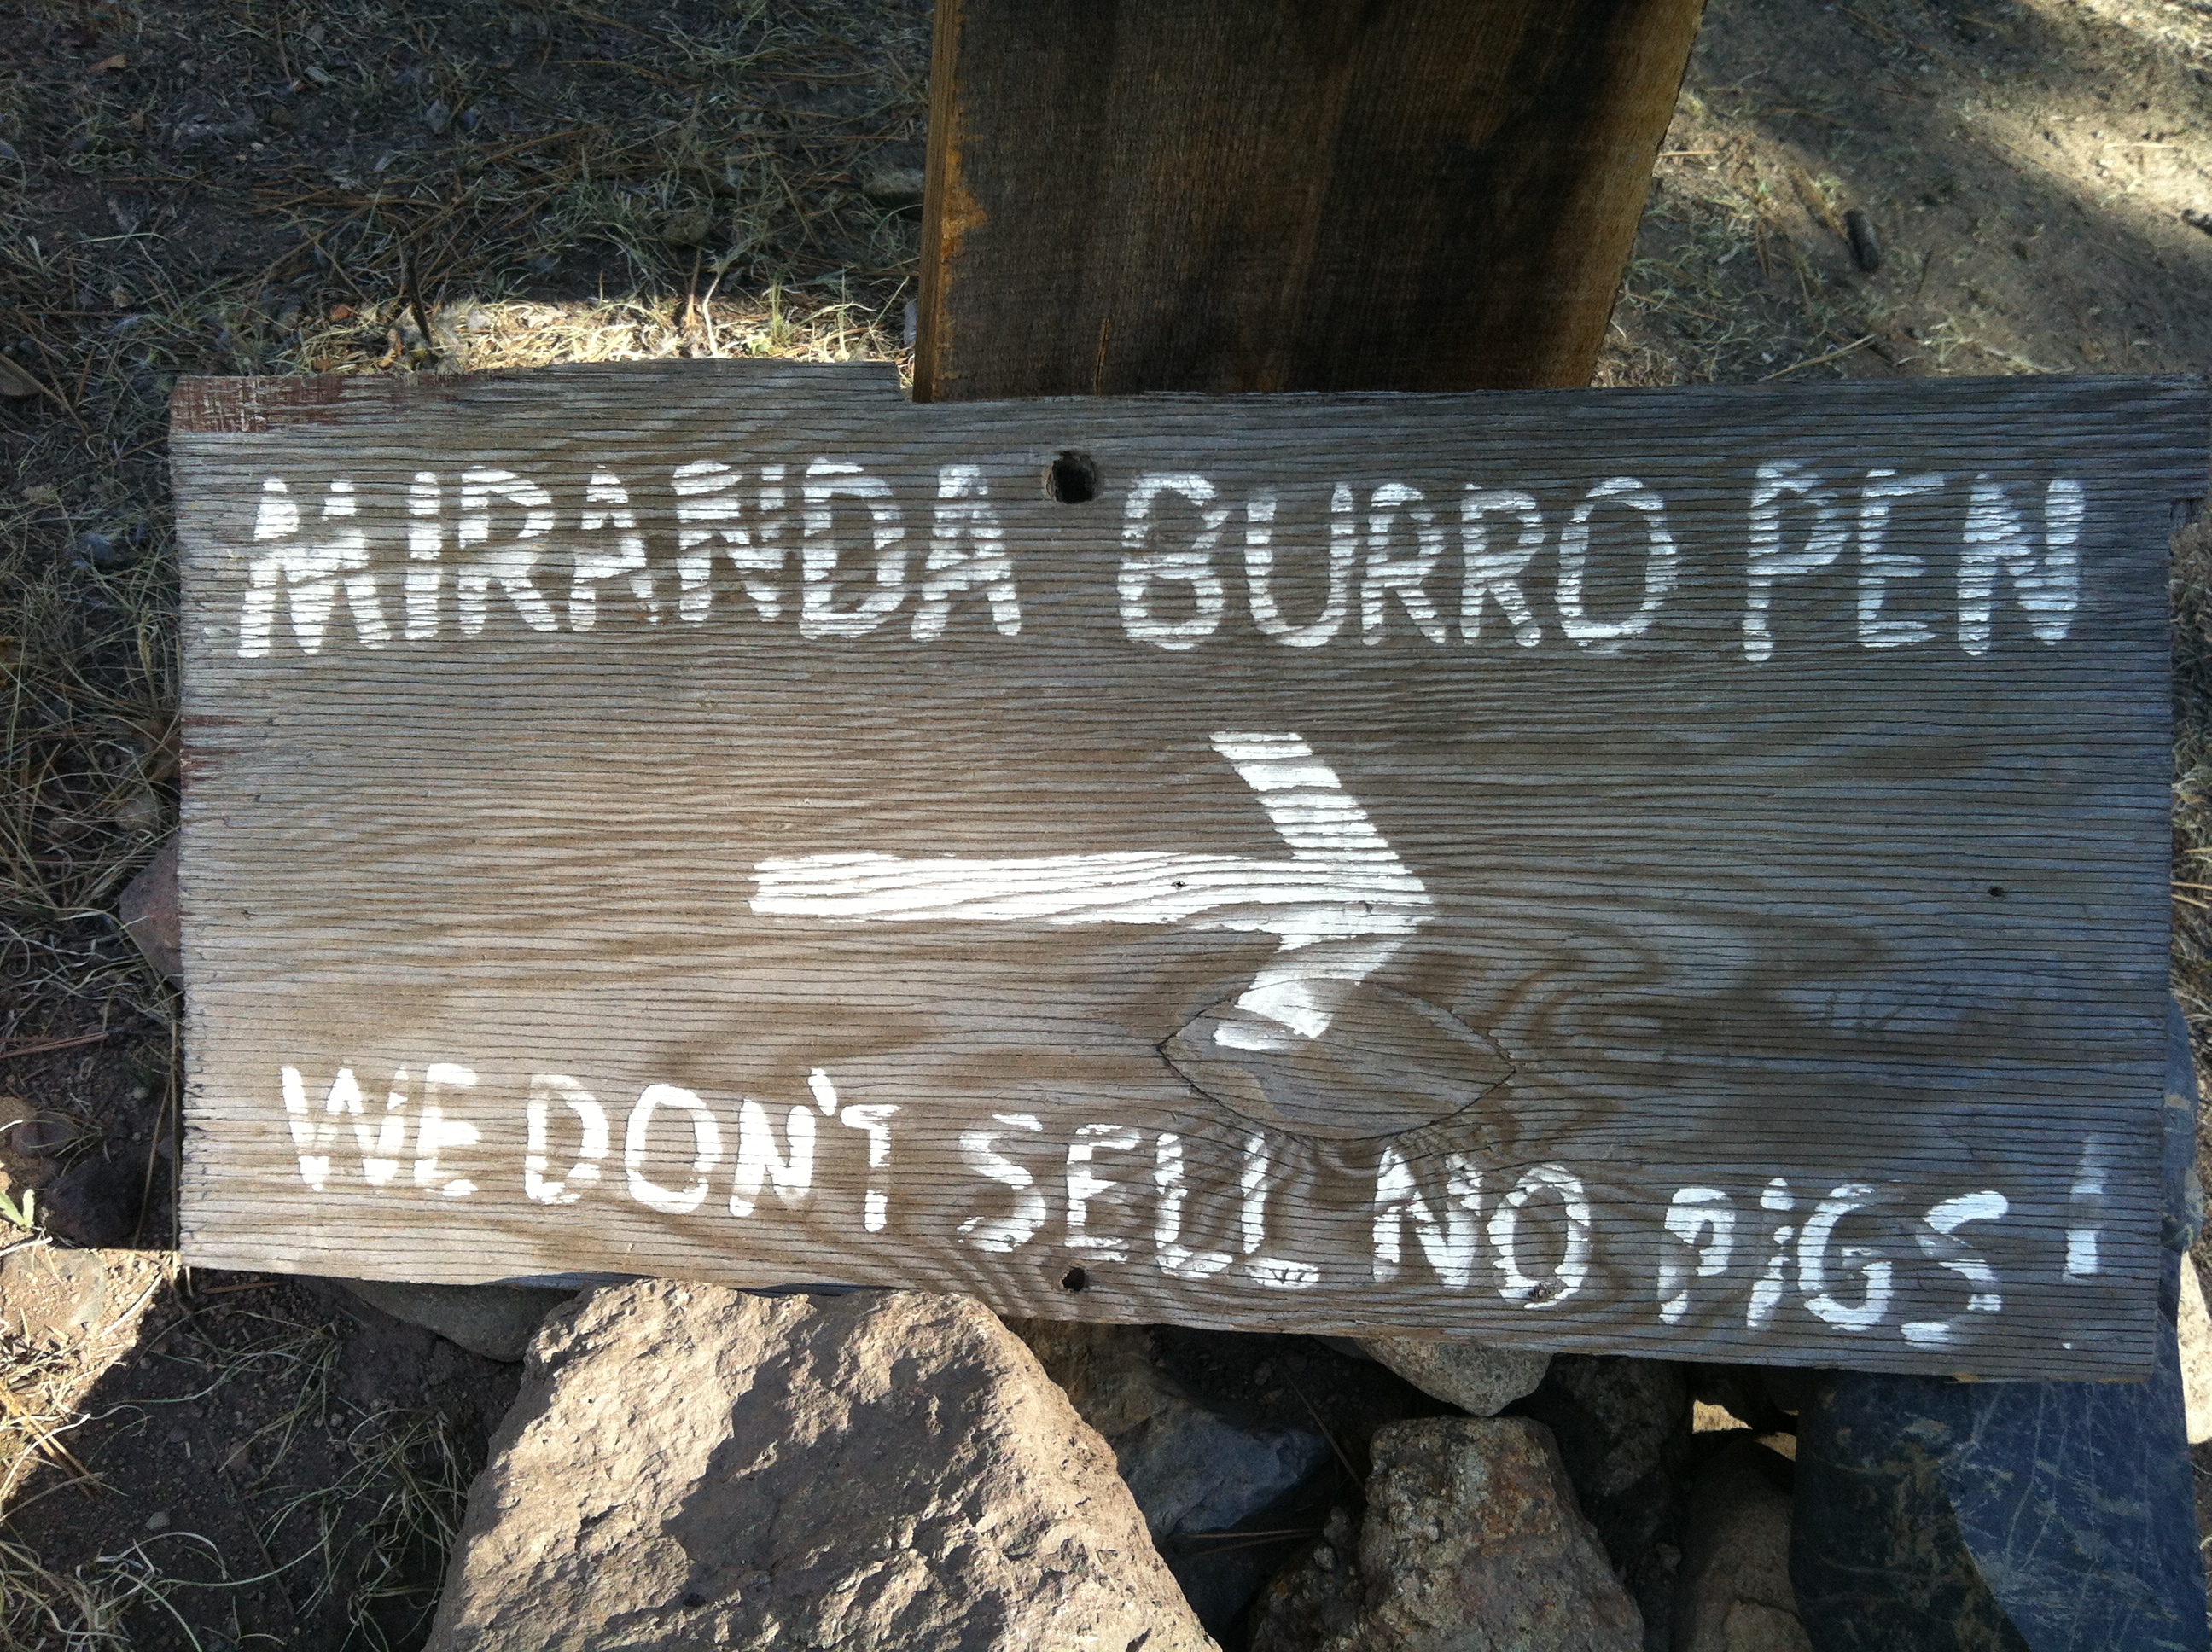 MIRANDA BURRO PEN
WE DON'T SELL NO PiGS!